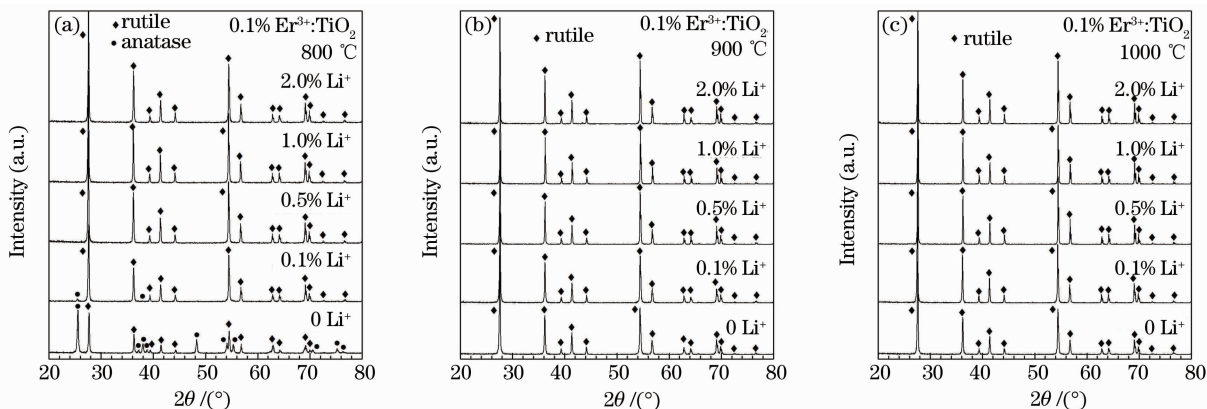 (a)
◆ rutile
● anatase
0.1% Er³⁺:TiO₂
800 ℃
2.0% Li⁺
1.0% Li⁺
0.5% Li⁺
0.1% Li⁺
0 Li⁺
Intensity (a.u.)
20 30 40 50 60 70 80
2θ /(°)
(b)
◆ rutile
0.1% Er³⁺:TiO₂
900 ℃
2.0% Li⁺
1.0% Li⁺
0.5% Li⁺
0.1% Li⁺
0 Li⁺
Intensity (a.u.)
20 30 40 50 60 70 80
2θ /(°)
(c)
◆ rutile
0.1% Er³⁺:TiO₂
1000 ℃
2.0% Li⁺
1.0% Li⁺
0.5% Li⁺
0.1% Li⁺
0 Li⁺
Intensity (a.u.)
20 30 40 50 60 70 80
2θ /(°)